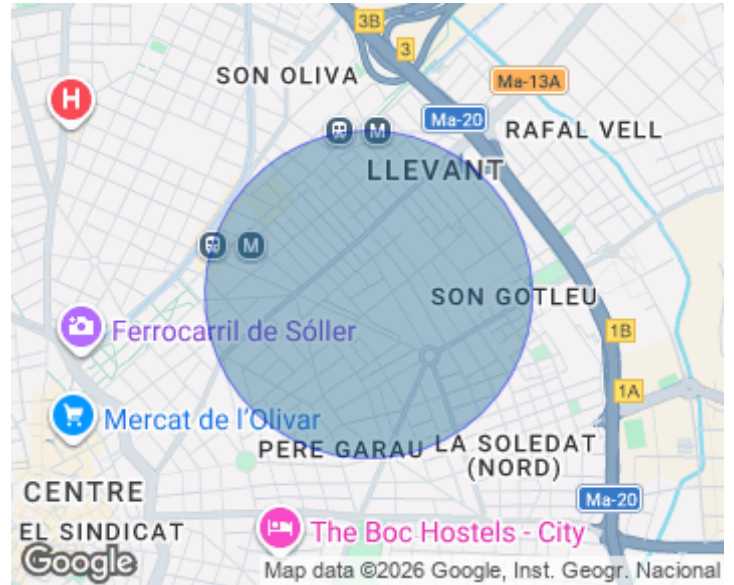 3B
3
SON OLIVA
Ma-13A
H
Ma-20
RAFAL VELL
M
LLEVANT
M
SON GOTLEU
Ferrocarril de Sóller
1B
1A
Mercat de l'Olivar
PERE GARAU
LA SOLEDAT
(NORD)
CENTRE
Ma-20
EL SINDICAT
The Boc Hostels - City
Google
Map data ©2026 Google, Inst. Geogr. Nacional